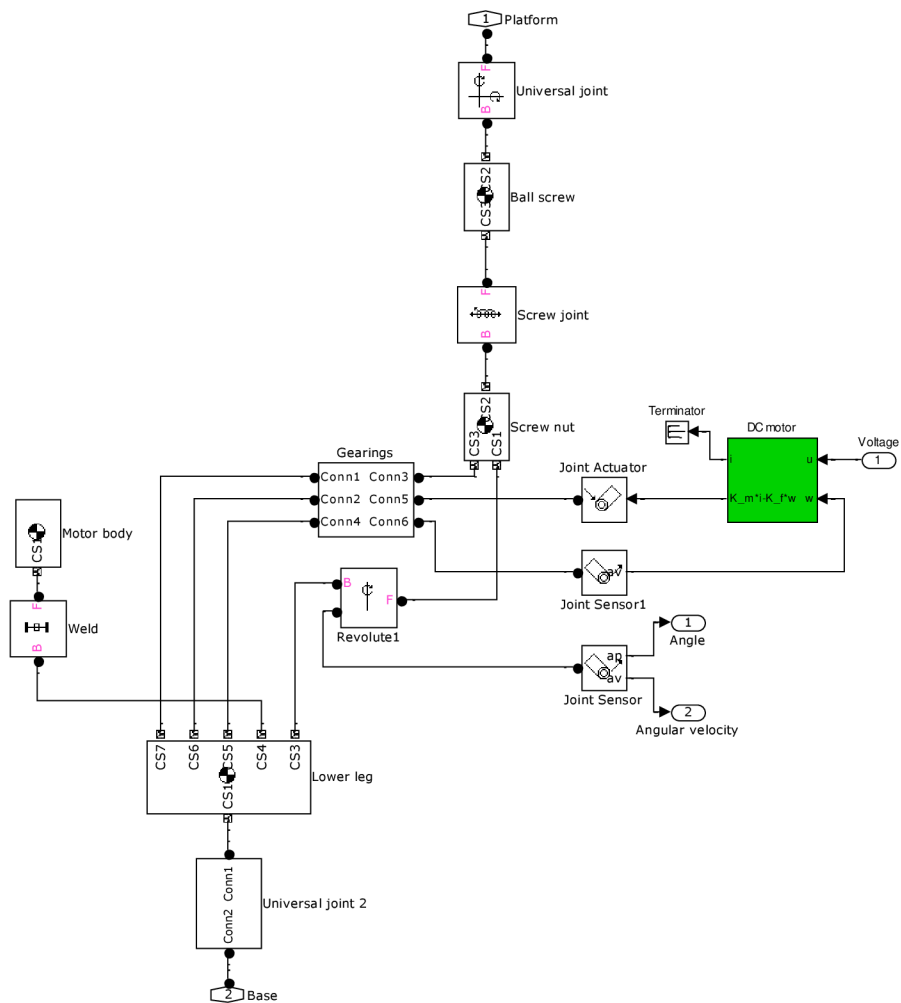 1 Platform
F
B
Universal joint
CS2
CS3
Ball screw
F
B
Screw joint
CS2
CS3 CS1
Screw nut
Terminator
DC motor
Voltage
i u
1
K_m*i-K_f*w w
Gearings
Conn1 Conn3
Conn2 Conn5
Conn4 Conn6
Joint Actuator
CS1
Motor body
F
B
Weld
B F
Revolute1
av
Joint Sensor1
ap
av
Joint Sensor
1
Angle
2
Angular velocity
CS7 CS6 CS5 CS4 CS3
CS1
Lower leg
Conn1
Conn2
Universal joint 2
2 Base